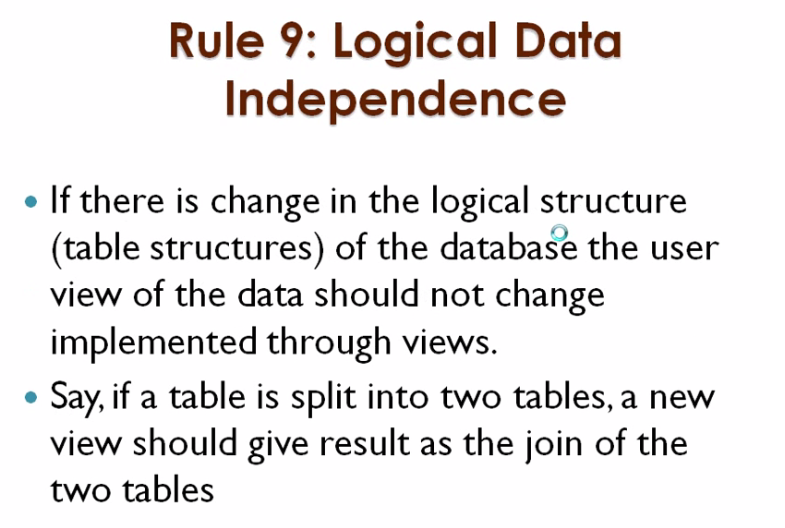 Rule 9: Logical Data
Independence
• If there is change in the logical structure
(table structures) of the database the user
view of the data should not change
implemented through views.
• Say, if a table is split into two tables, a new
view should give result as the join of the
two tables